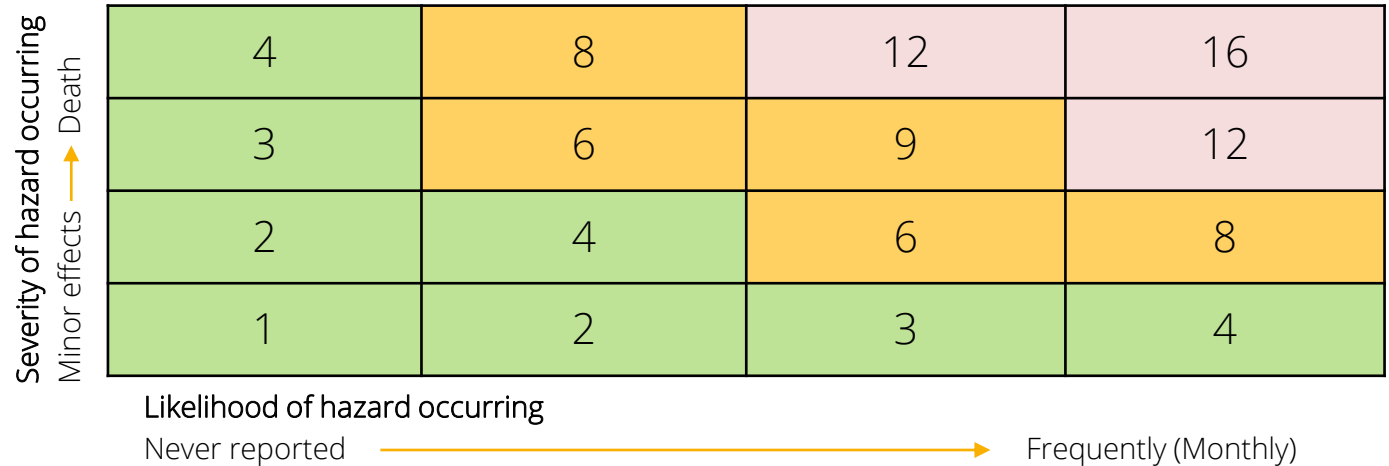 Severity of hazard occurring
Minor effects Death
4 8 12 16
3 6 9 12
2 4 6 8
1 2 3 4
Likelihood of hazard occurring
Never reported Frequently (Monthly)